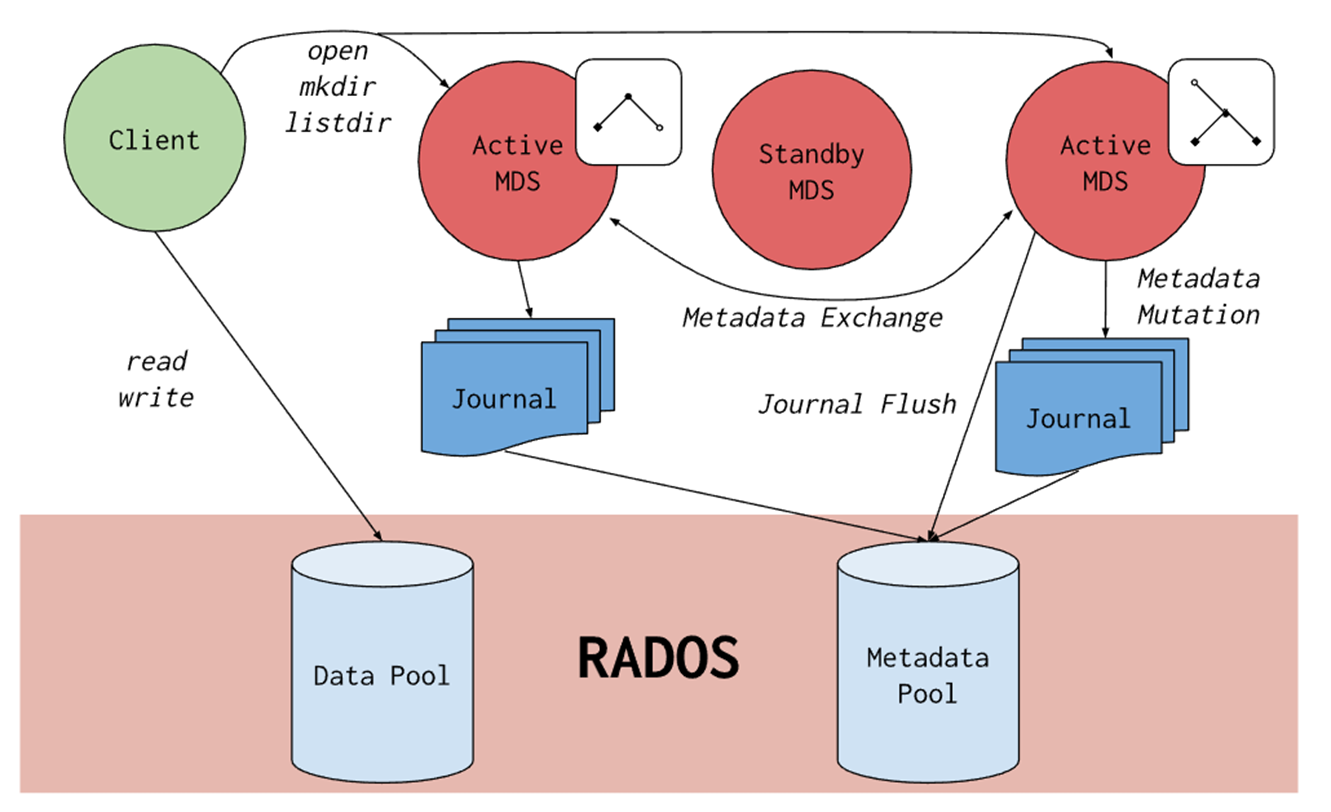 open
mkdir
listdir
Client
Active
MDS
Standby
MDS
Active
MDS
Metadata
Mutation
Metadata Exchange
read
write
Journal
Journal Flush
Journal
RADOS
Data Pool
Metadata
Pool